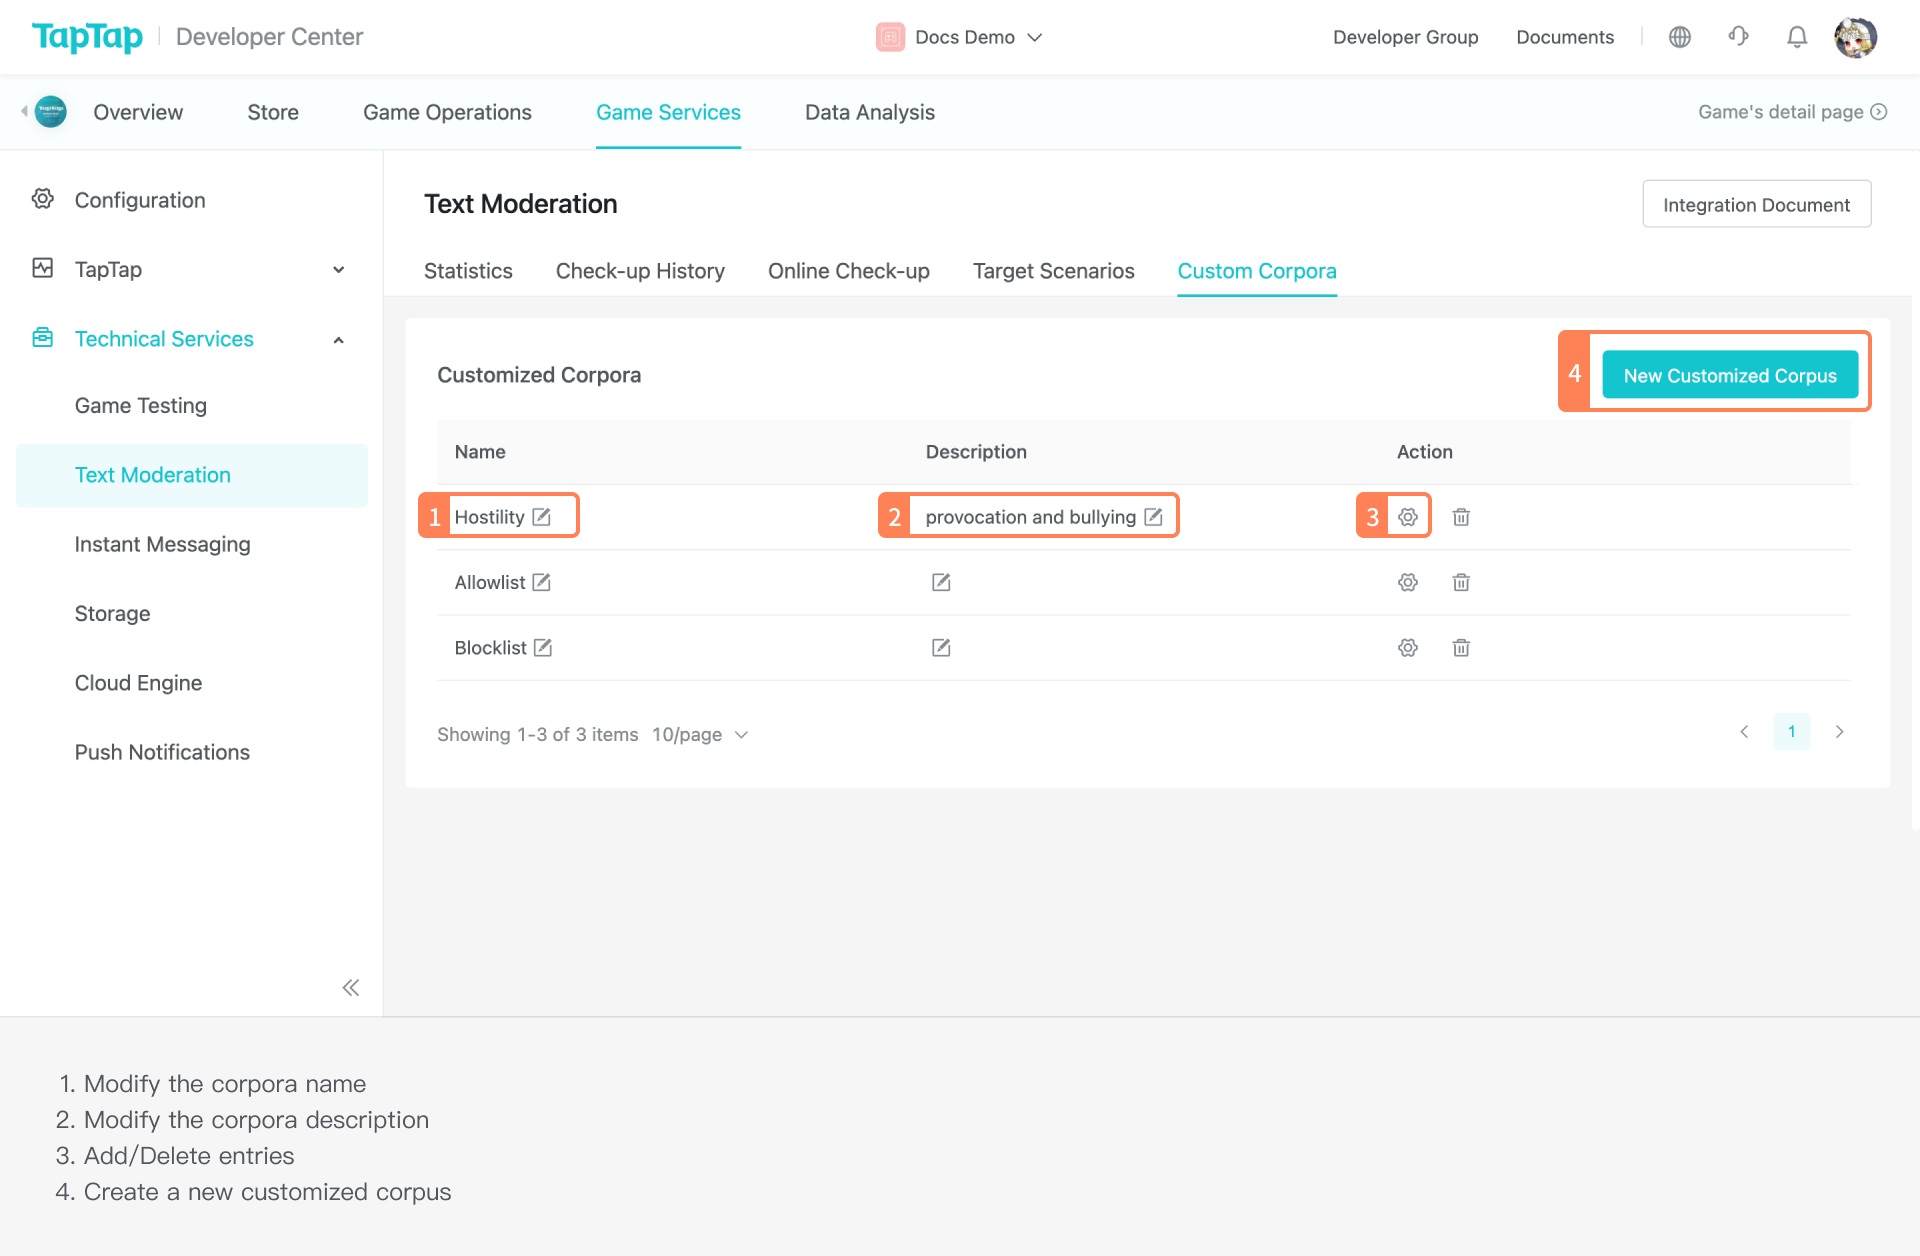 TapTap Developer Center Docs Demo Developer Group Documents
Overview Store Game Operations Game Services Data Analysis Game's detail page
Configuration
TapTap
Technical Services
Game Testing
Text Moderation
Instant Messaging
Storage
Cloud Engine
Push Notifications
Text Moderation Integration Document
Statistics Check-up History Online Check-up Target Scenarios Custom Corpora
Customized Corpora 4 New Customized Corpus
Name Description Action
1 Hostility 2 provocation and bullying 3
Allowlist
Blocklist
Showing 1-3 of 3 items 10/page 1
1. Modify the corpora name
2. Modify the corpora description
3. Add/Delete entries
4. Create a new customized corpus